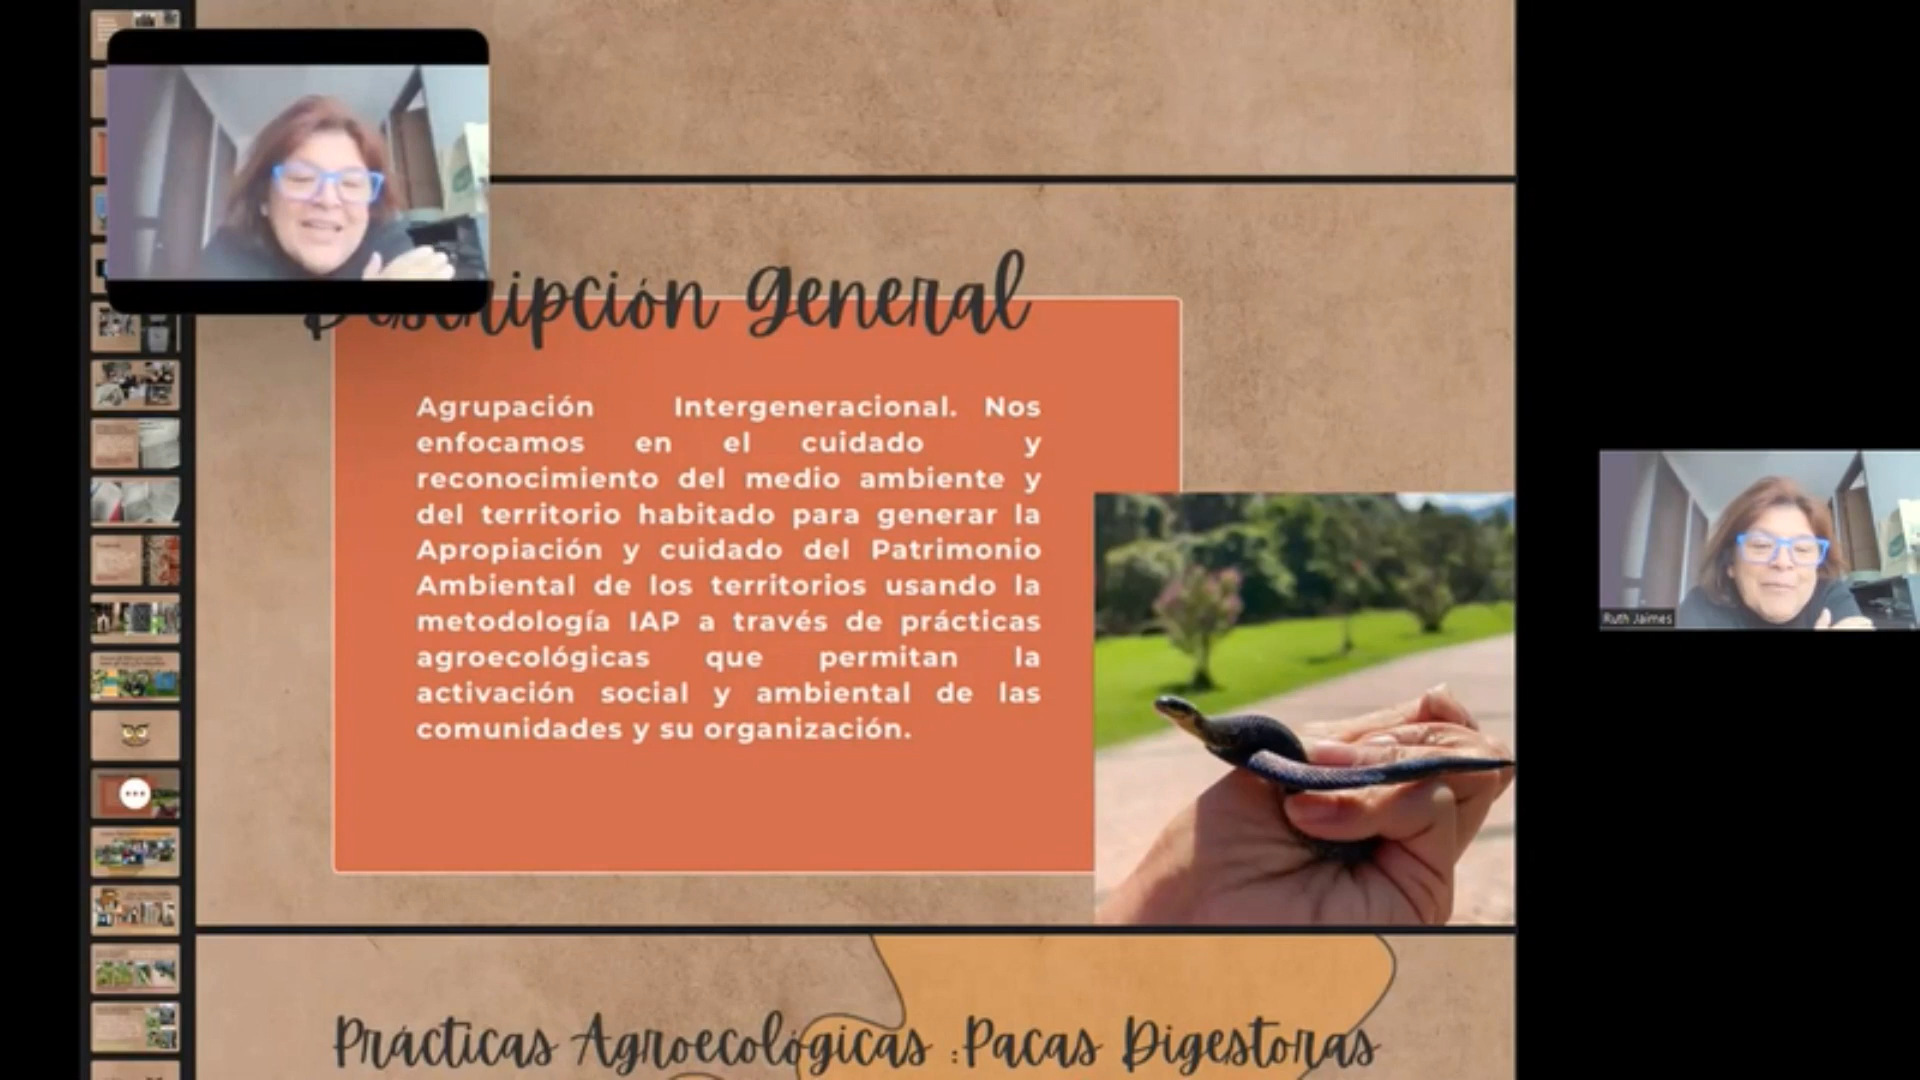 Descripción General
Agrupación Intergeneracional. Nos
enfocamos en el cuidado y
reconocimiento del medio ambiente y
del territorio habitado para generar la
Apropiación y cuidado del Patrimonio
Ambiental de los territorios usando la
metodología IAP a través de prácticas
agroecológicas que permitan la
activación social y ambiental de las
comunidades y su organización.
Ruth Jaimes
Prácticas Agroecológicas :Pacas Digestoras